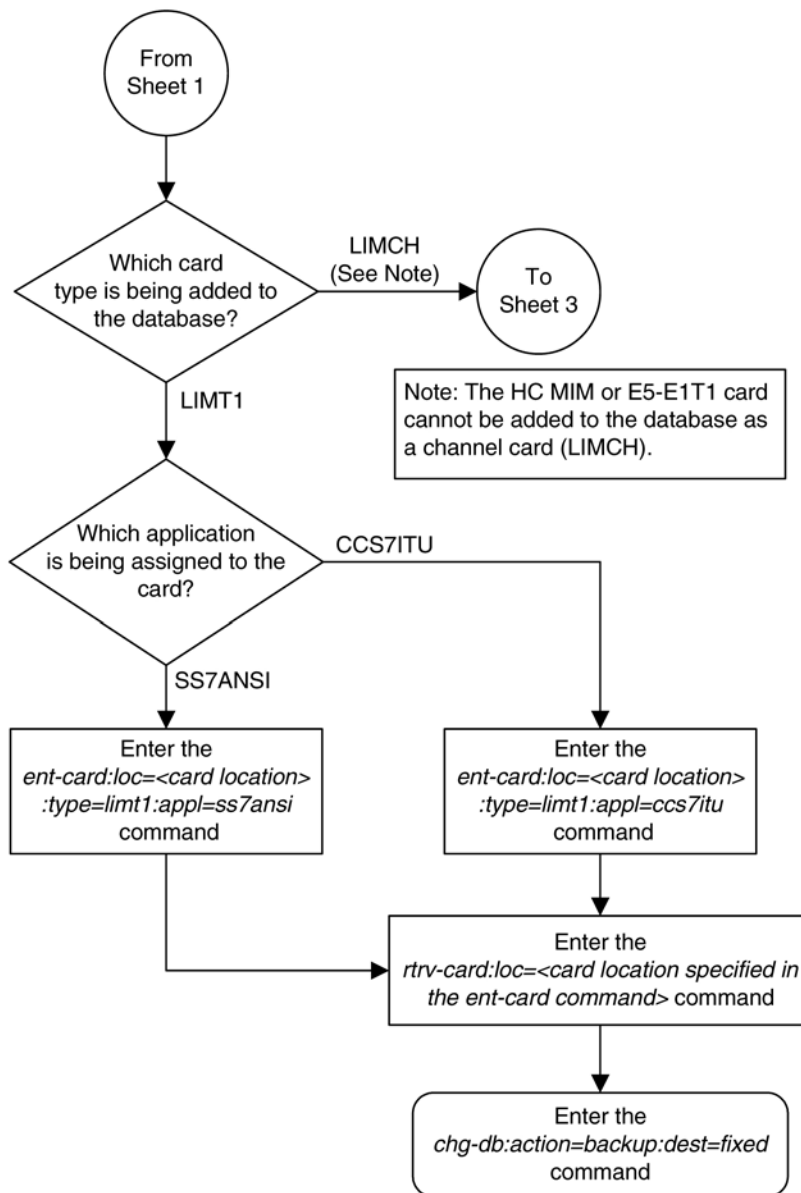 From
Sheet 1
Which card
type is being added to
the database?
LIMCH
(See Note)
To
Sheet 3
LIMT1
Note: The HC MIM or E5-E1T1 card
cannot be added to the database as
a channel card (LIMCH).
Which application
is being assigned to the
card?
CCS7ITU
SS7ANSI
Enter the
ent-card:loc=<card location>
:type=limt1:appl=ss7ansi
command
Enter the
ent-card:loc=<card location>
:type=limt1:appl=ccs7itu
command
Enter the
rtrv-card:loc=<card location specified in
the ent-card command> command
Enter the
chg-db:action=backup:dest=fixed
command